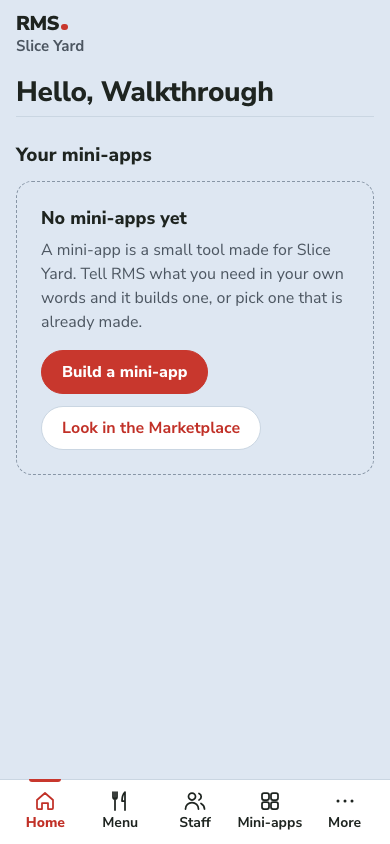 RMS
Slice Yard
Hello, Walkthrough
Your mini-apps
No mini-apps yet
A mini-app is a small tool made for Slice
Yard. Tell RMS what you need in your own
words and it builds one, or pick one that is
already made.
Build a mini-app
Look in the Marketplace
Home
Menu
Staff
Mini-apps
More